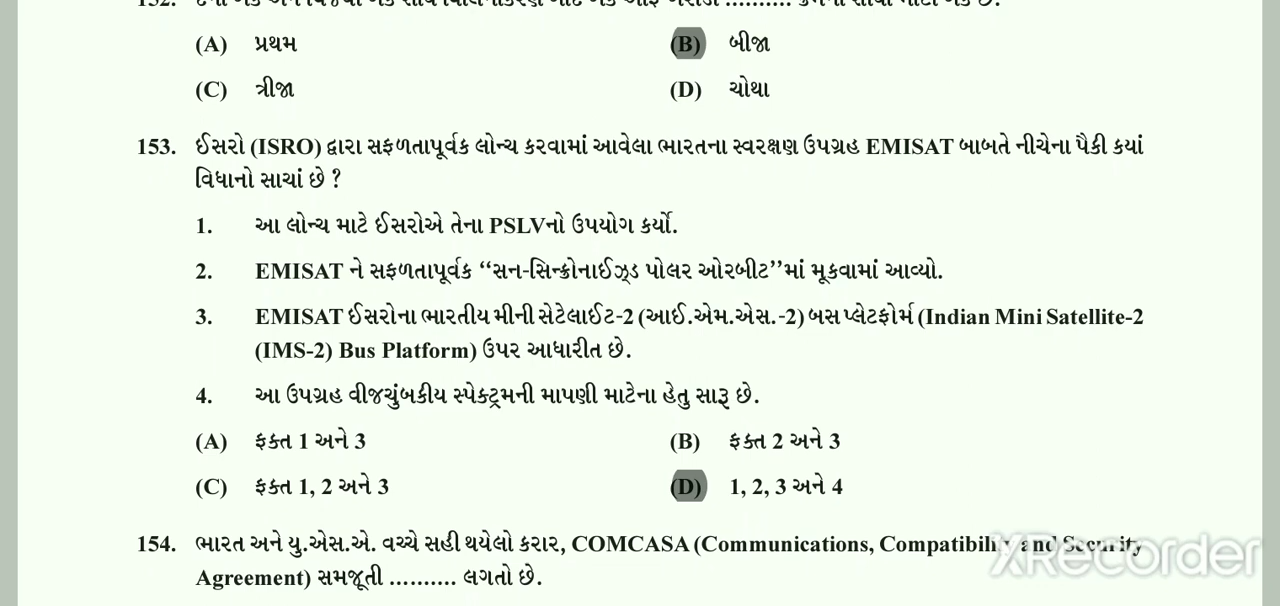 (A) પ્રથમ (B) બીજા
(C) ત્રીજા (D) ચોથા
153. ઈસરો (ISRO) દ્વારા સફળતાપૂર્વક લોન્ચ કરવામાં આવેલા ભારતના સ્વરક્ષણ ઉપગ્રહ EMISAT બાબતે નીચેના પૈકી કયાં
વિધાનો સાચાં છે ?
1. આ લોન્ચ માટે ઈસરોએ તેના PSLVનો ઉપયોગ કર્યો.
2. EMISAT ને સફળતાપૂર્વક “સન-સિન્ક્રોનાઈઝ્ડ પોલર ઓરબીટ”માં મૂકવામાં આવ્યો.
3. EMISAT ઈસરોના ભારતીય મીની સેટેલાઈટ-2 (આઈ.એમ.એસ.-2) બસ પ્લેટફોર્મ (Indian Mini Satellite-2
(IMS-2) Bus Platform) ઉપર આધારીત છે.
4. આ ઉપગ્રહ વીજચુંબકીય સ્પેક્ટ્રમની માપણી માટેના હેતુ સારૂ છે.
(A) ફક્ત 1 અને 3 (B) ફક્ત 2 અને 3
(C) ફક્ત 1, 2 અને 3 (D) 1, 2, 3 અને 4
154. ભારત અને યુ.એસ.એ. વચ્ચે સહી થયેલો કરાર, COMCASA (Communications, Compatibility and Security
Agreement) સમજૂતી .......... લગતો છે.
XRecorder